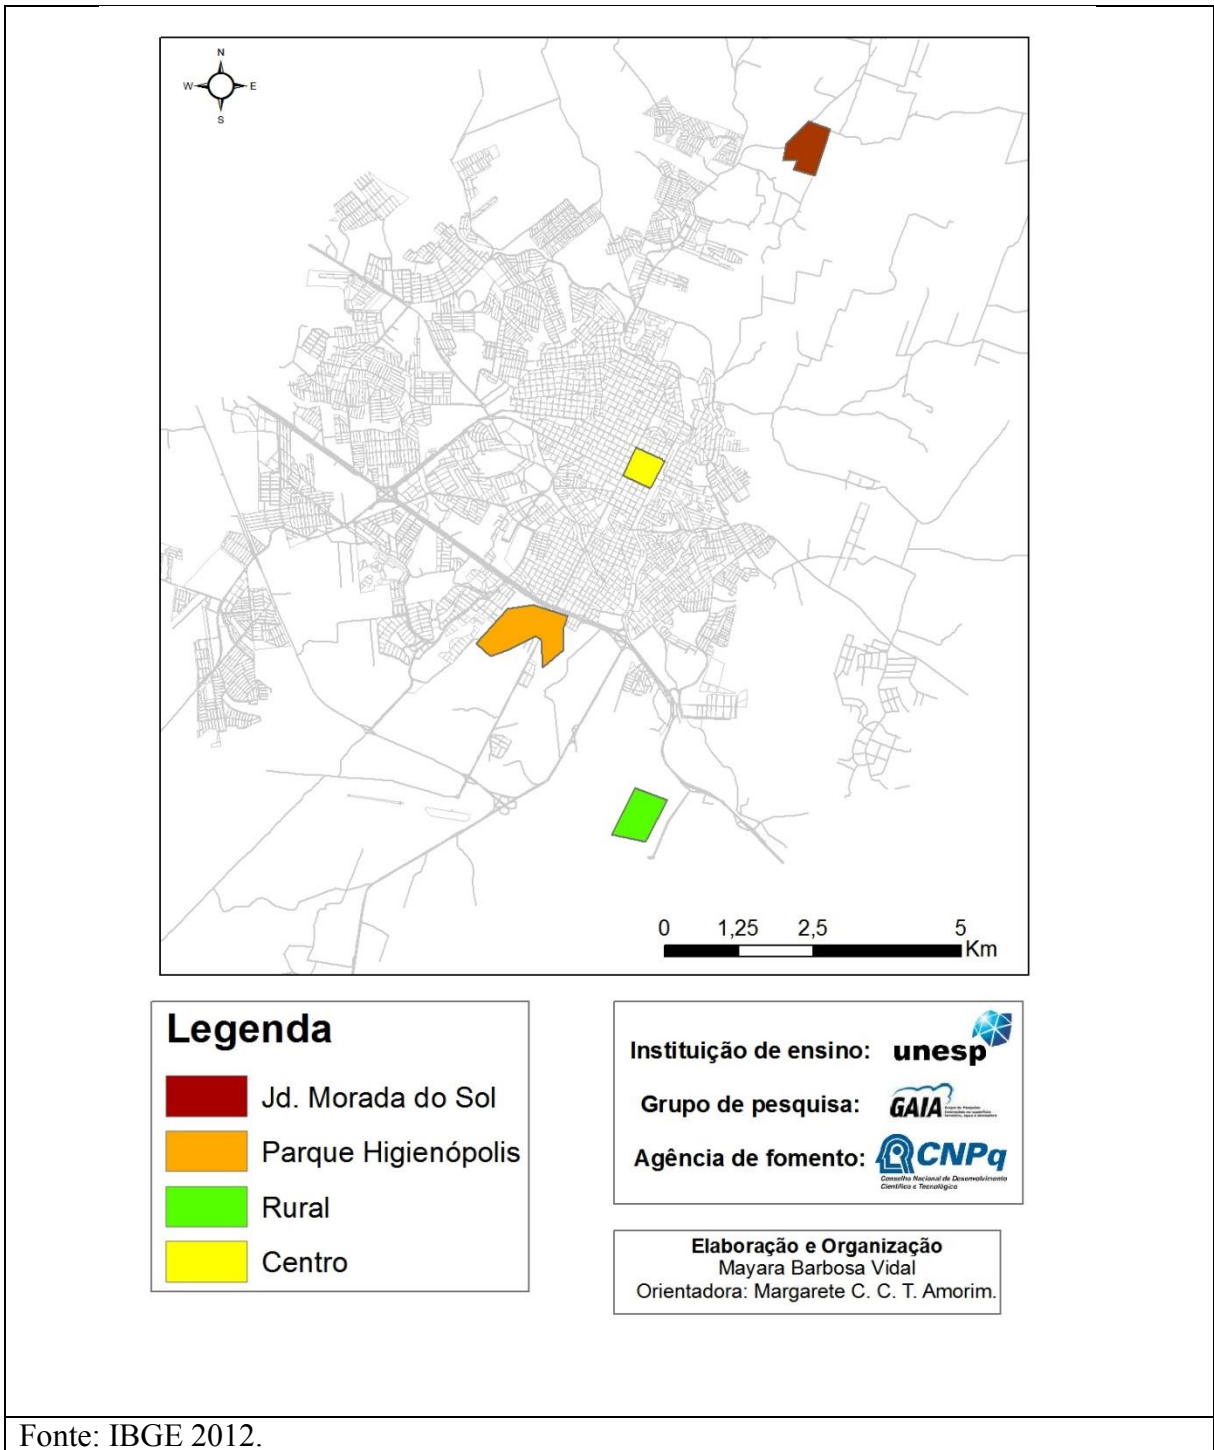 N
W E
S
0 1,25 2,5 5
Km
Legenda
Jd. Morada do Sol
Parque Higienópolis
Rural
Centro
Instituição de ensino: unesp
Grupo de pesquisa: GAIA
Agência de fomento: CNPq
Conselho Nacional de Desenvolvimento
Científico e Tecnológico
Elaboração e Organização
Mayara Barbosa Vidal
Orientadora: Margarete C. C. T. Amorim.
Fonte: IBGE 2012.